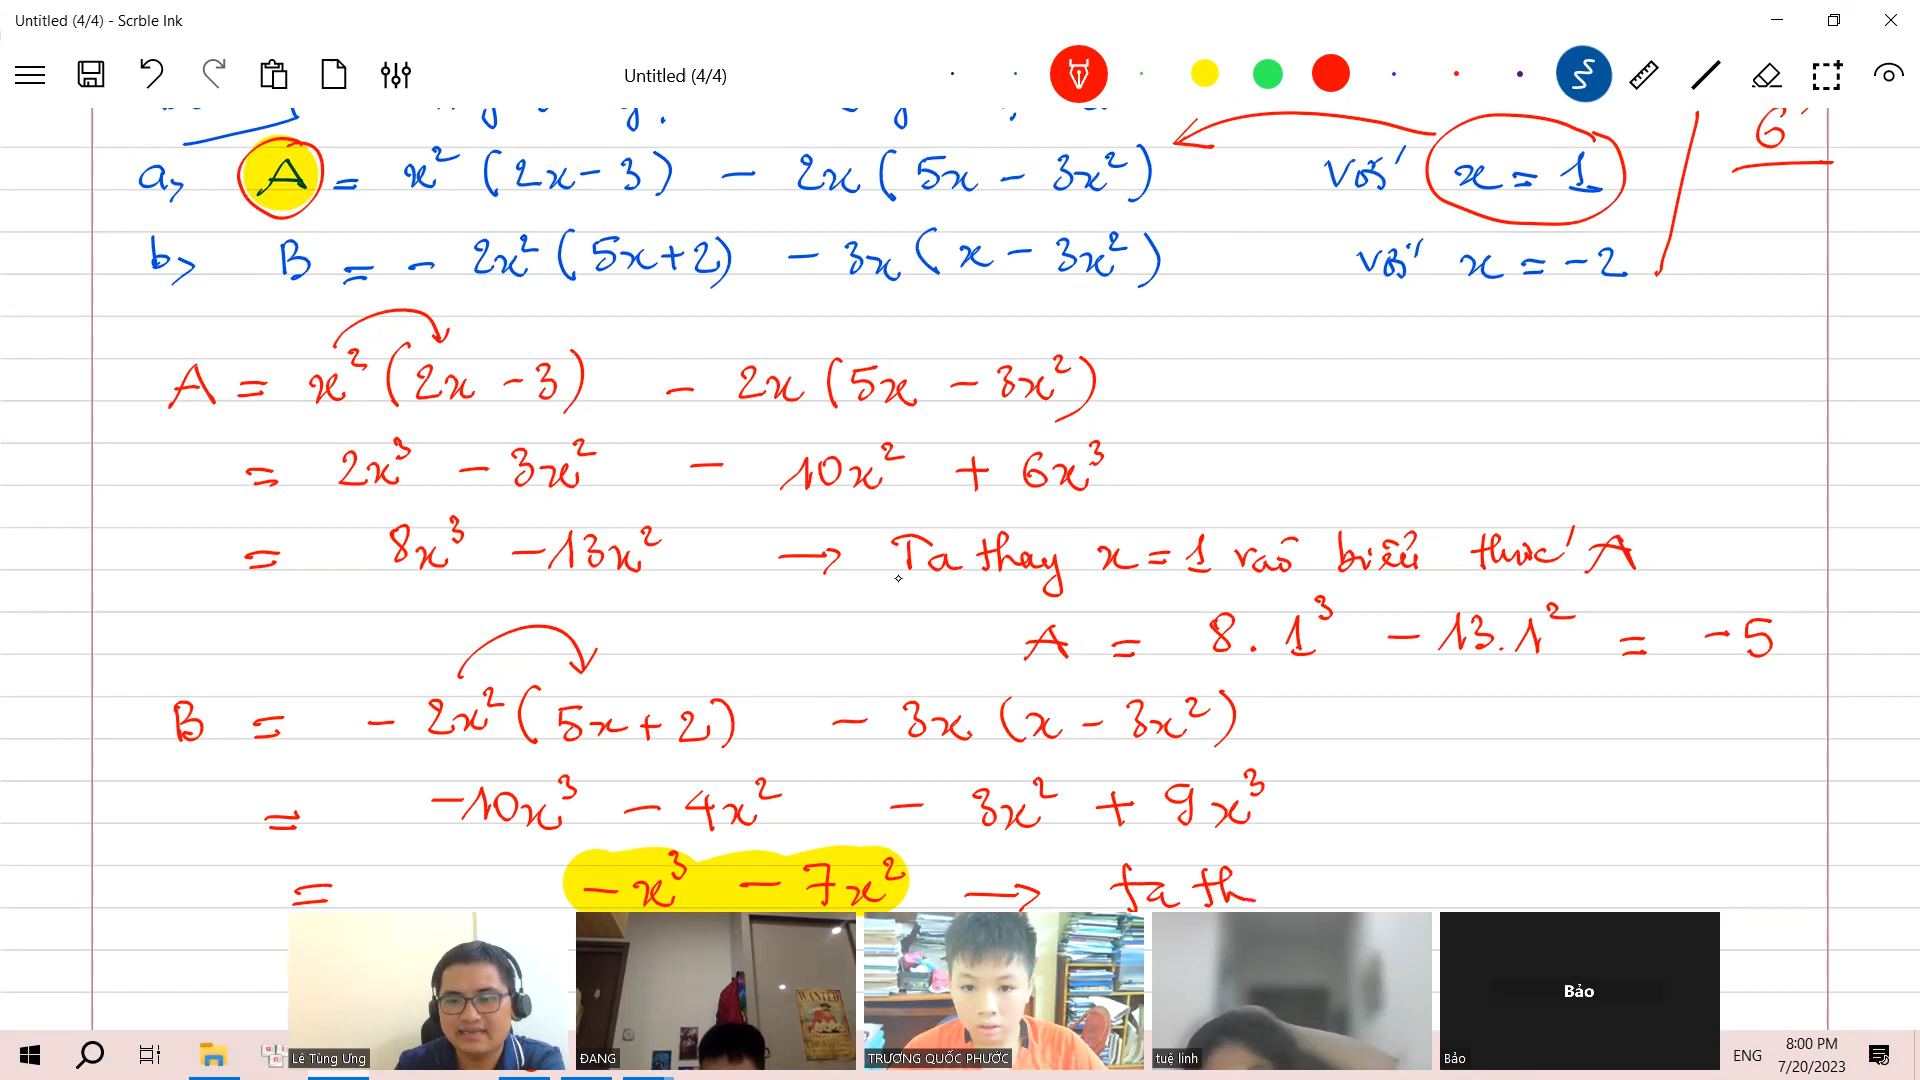 Untitled (4/4) - Scrble Ink
Untitled (4/4)
6'
a, A = x² (2x-3) - 2x (5x - 3x²) với x = 1
b, B = - 2x² (5x+2) - 3x (x - 3x²) với x = -2
A = x² (2x - 3) - 2x (5x - 3x²)
= 2x³ - 3x² - 10x² + 6x³
= 8x³ - 13x² → Ta thay x = 1 vào biểu thức A
A = 8 . 1³ - 13 . 1² = -5
B = - 2x² (5x+2) - 3x (x - 3x²)
= -10x³ - 4x² - 3x² + 9x³
= - x³ - 7x² → ta th
WANTED
Bảo
Lê Tùng Ưng
ĐANG
TRƯƠNG QUỐC PHƯỚC
tuệ linh
Bảo
ENG
8:00 PM
7/20/2023